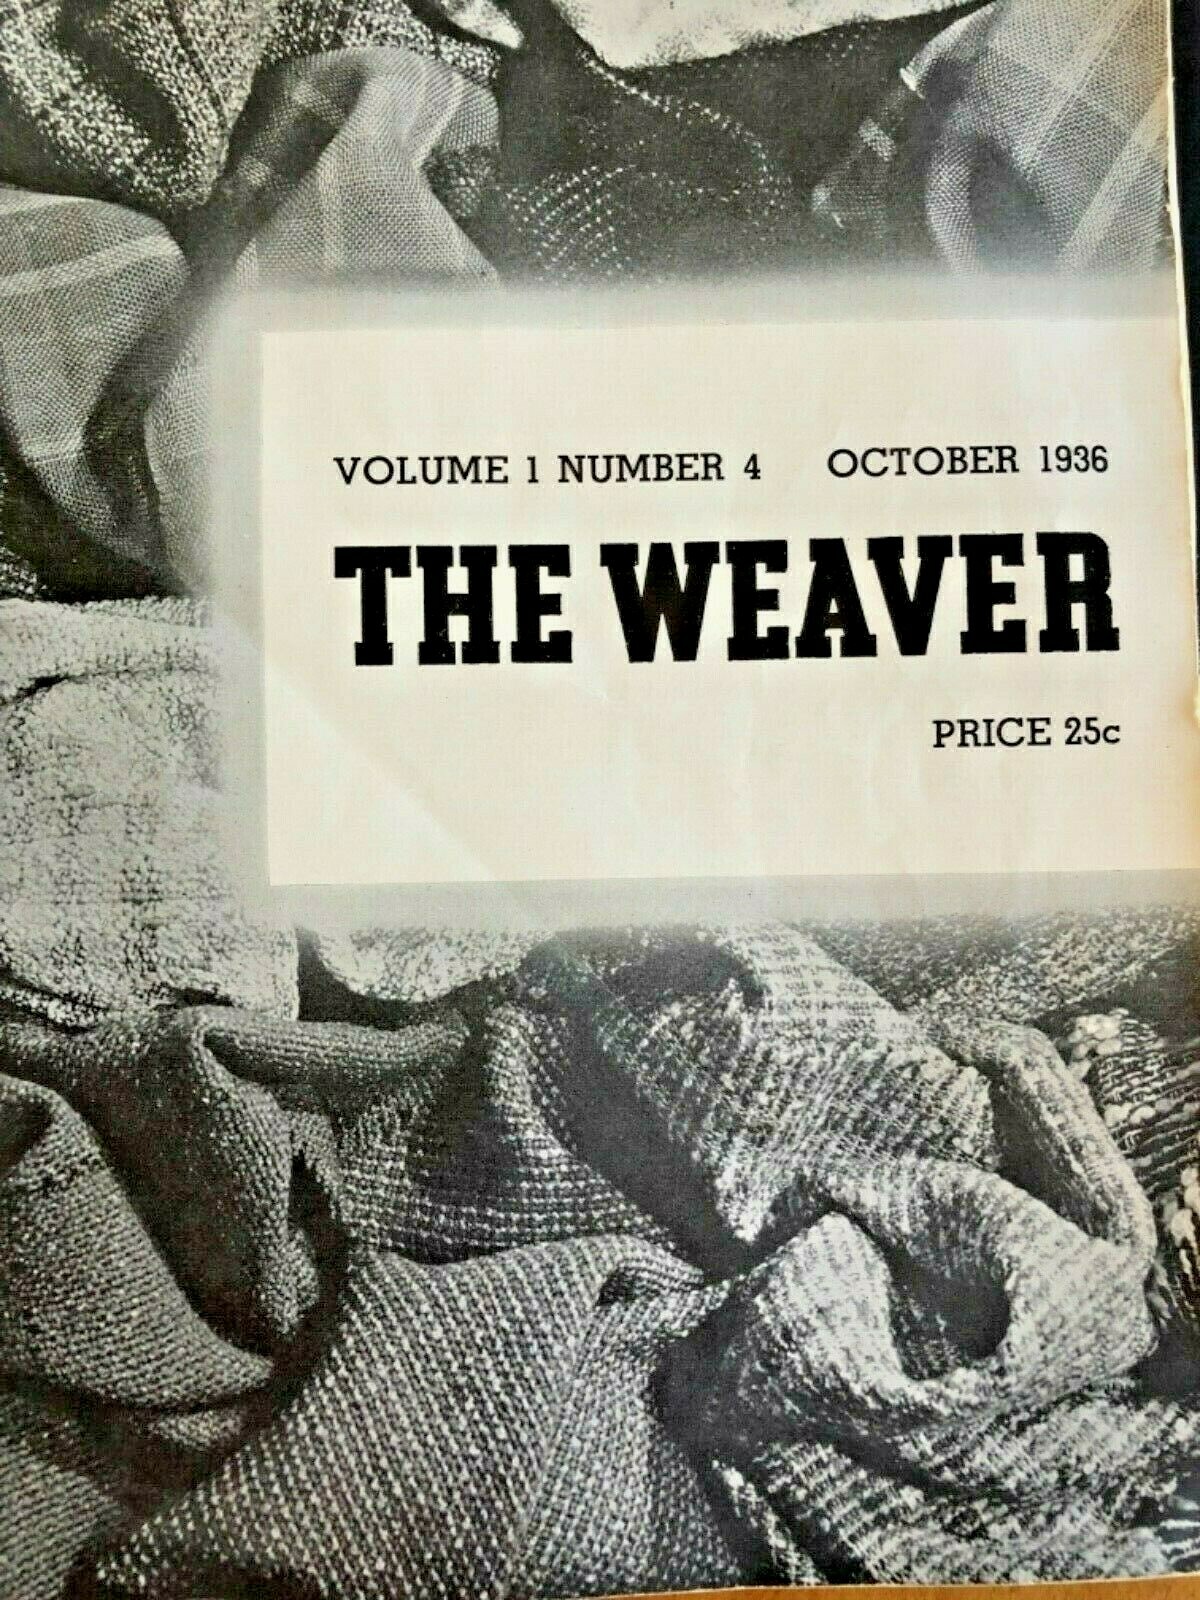 VOLUME 1 NUMBER 4 OCTOBER 1936
THE WEAVER
PRICE 25c